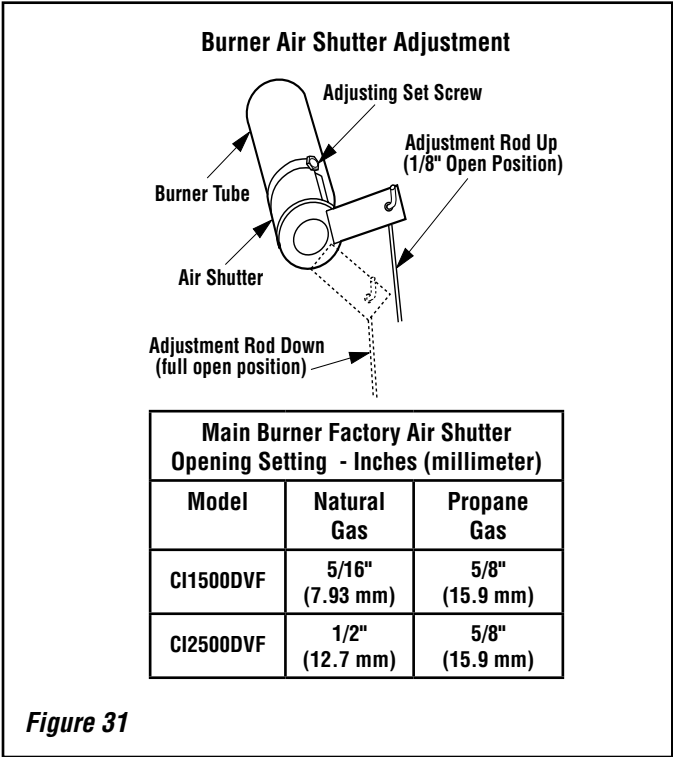 Burner Air Shutter Adjustment
Adjusting Set Screw
Adjustment Rod Up
(1/8" Open Position)
Burner Tube
Air Shutter
Adjustment Rod Down
(full open position)
Main Burner Factory Air Shutter
Opening Setting - Inches (millimeter)
Model
Natural
Gas
Propane
Gas
CI1500DVF
5/16"
(7.93 mm)
5/8"
(15.9 mm)
CI2500DVF
1/2"
(12.7 mm)
5/8"
(15.9 mm)
Figure 31